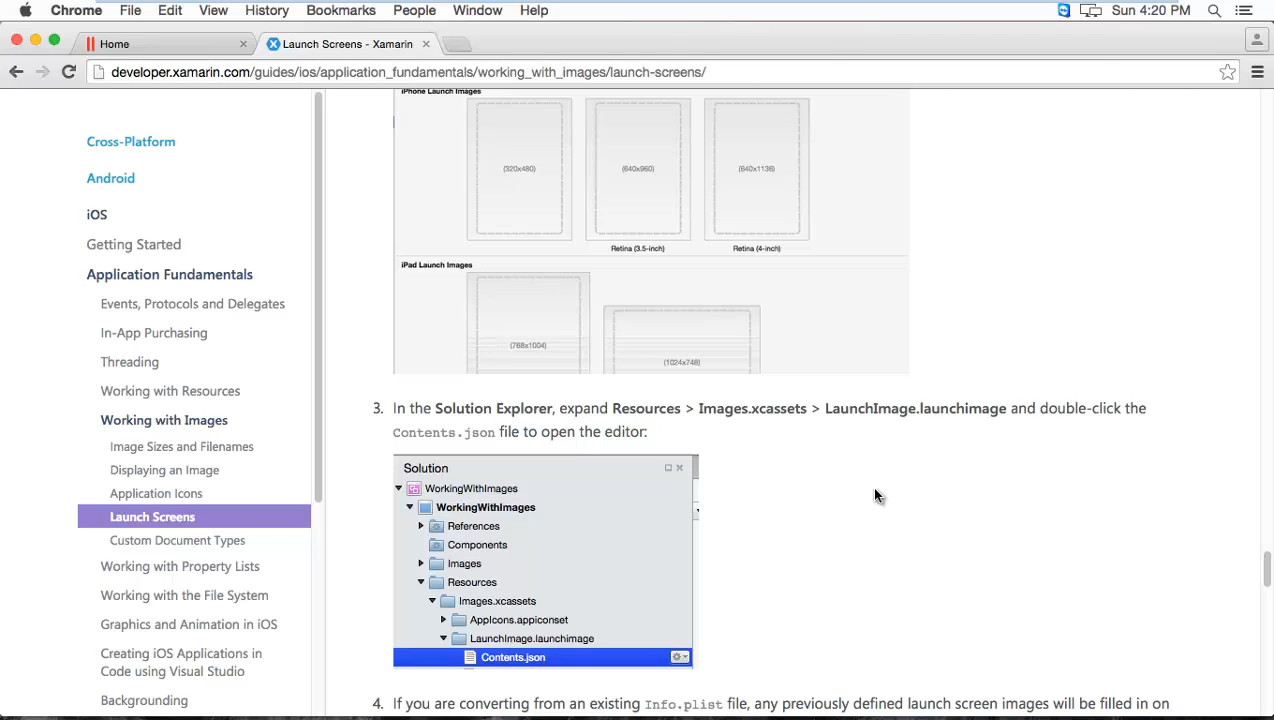 Chrome File Edit View History Bookmarks People Window Help Sun 4:20 PM
Home Launch Screens - Xamarin
developer.xamarin.com/guides/ios/application_fundamentals/working_with_images/launch-screens/
Cross-Platform
Android
iOS
Getting Started
Application Fundamentals
Events, Protocols and Delegates
In-App Purchasing
Threading
Working with Resources
Working with Images
Image Sizes and Filenames
Displaying an Image
Application Icons
Launch Screens
Custom Document Types
Working with Property Lists
Working with the File System
Graphics and Animation in iOS
Creating iOS Applications in
Code using Visual Studio
Backgrounding
iPhone Launch Images
(320x480) (640x960) (640x1136)
Retina (3.5-inch) Retina (4-inch)
iPad Launch Images
(768x1004) (1024x748)
3. In the Solution Explorer, expand Resources > Images.xcassets > LaunchImage.launchimage and double-click the
Contents.json file to open the editor:
Solution
WorkingWithImages
WorkingWithImages
References
Components
Images
Resources
Images.xcassets
AppIcons.appiconset
LaunchImage.launchimage
Contents.json
4. If you are converting from an existing Info.plist file, any previously defined launch screen images will be filled in on